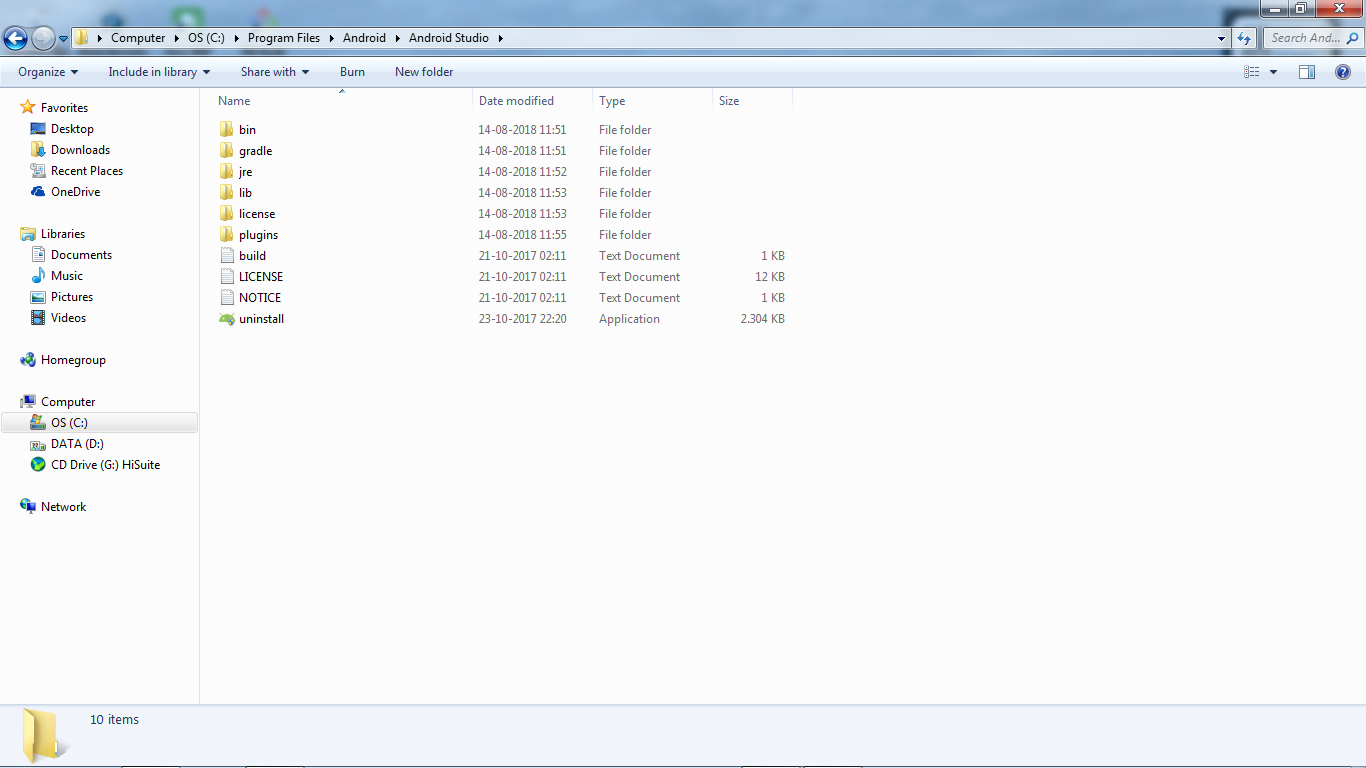 Computer OS (C:) Program Files Android Android Studio
Search And...
Organize Include in library Share with Burn New folder
Name Date modified Type Size
Favorites
Desktop
Downloads
Recent Places
OneDrive
Libraries
Documents
Music
Pictures
Videos
Homegroup
Computer
OS (C:)
DATA (D:)
CD Drive (G:) HiSuite
Network
bin 14-08-2018 11:51 File folder
gradle 14-08-2018 11:51 File folder
jre 14-08-2018 11:52 File folder
lib 14-08-2018 11:53 File folder
license 14-08-2018 11:53 File folder
plugins 14-08-2018 11:55 File folder
build 21-10-2017 02:11 Text Document 1 KB
LICENSE 21-10-2017 02:11 Text Document 12 KB
NOTICE 21-10-2017 02:11 Text Document 1 KB
uninstall 23-10-2017 22:20 Application 2.304 KB
10 items